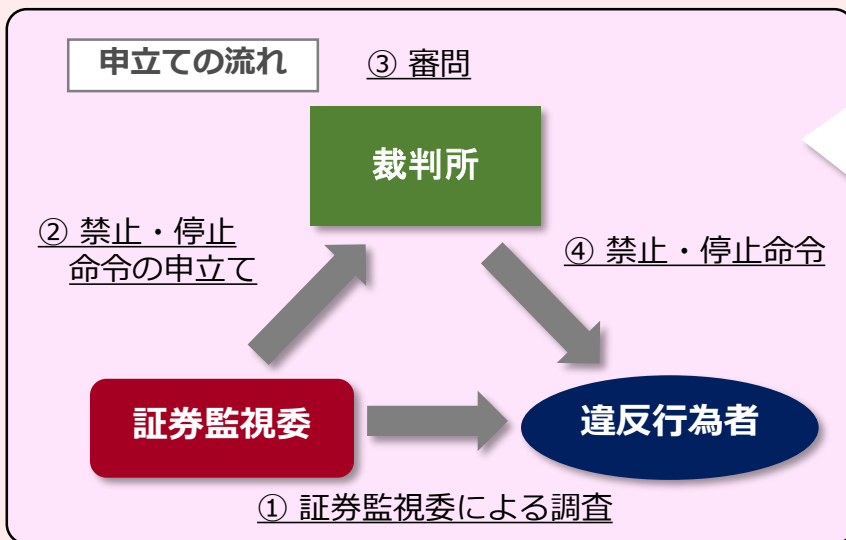 申立ての流れ
③ 審問
裁判所
② 禁止・停止
命令の申立て
④ 禁止・停止命令
証券監視委
違反行為者
① 証券監視委による調査